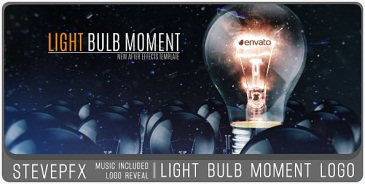 LIGHT BULB MOMENT
NEW AFTER EFFECTS TEMPLATE
envato
STEVEPFX
MUSIC INCLUDED
LOGO REVEAL
LIGHT BULB MOMENT LOGO